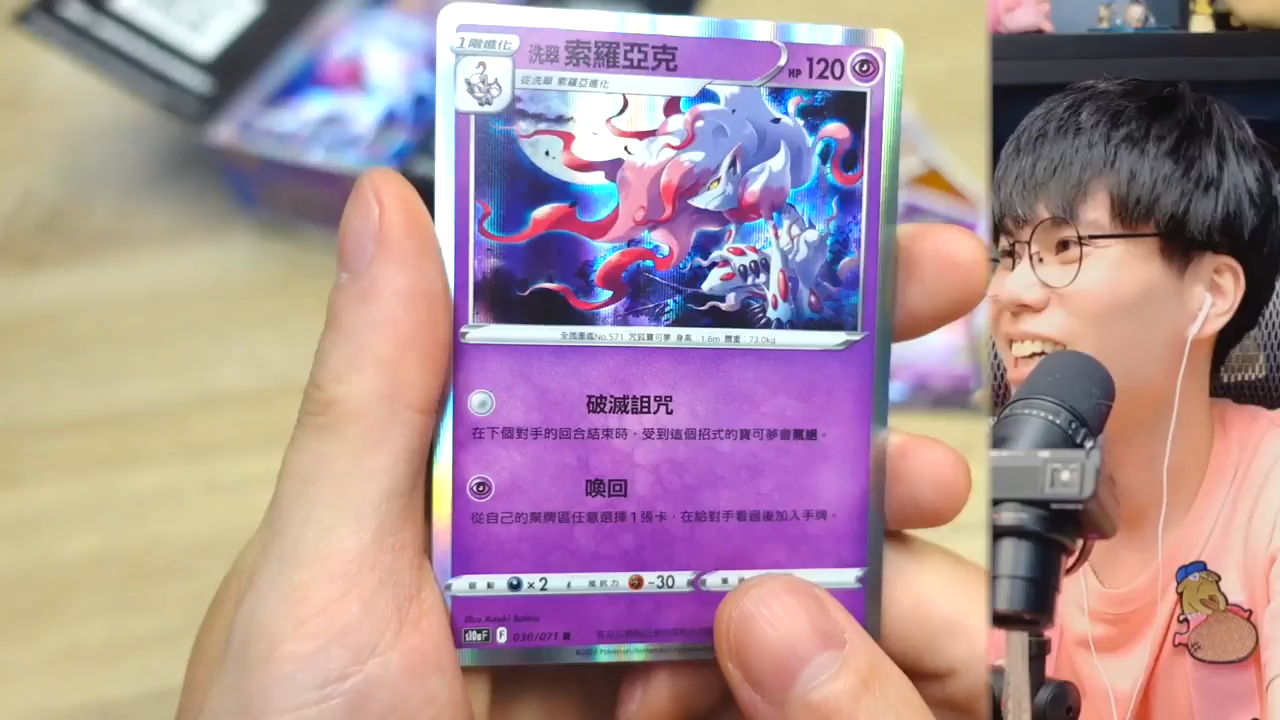 1階進化
洗翠 索羅亞克
HP 120
從洗翠 索羅亞進化
全國圖鑑No.571 咒狐寶可夢 身高：1.6m 體重：73.0kg
破滅詛咒
在下個對手的回合結束時，受到這個招式的寶可夢會氣絕。
喚回
從自己的棄牌區任意選擇1張卡，在給對手看過後加入手牌。
弱點 ×2 抵抗力 -30
illus.
s10a F F 030/071 R